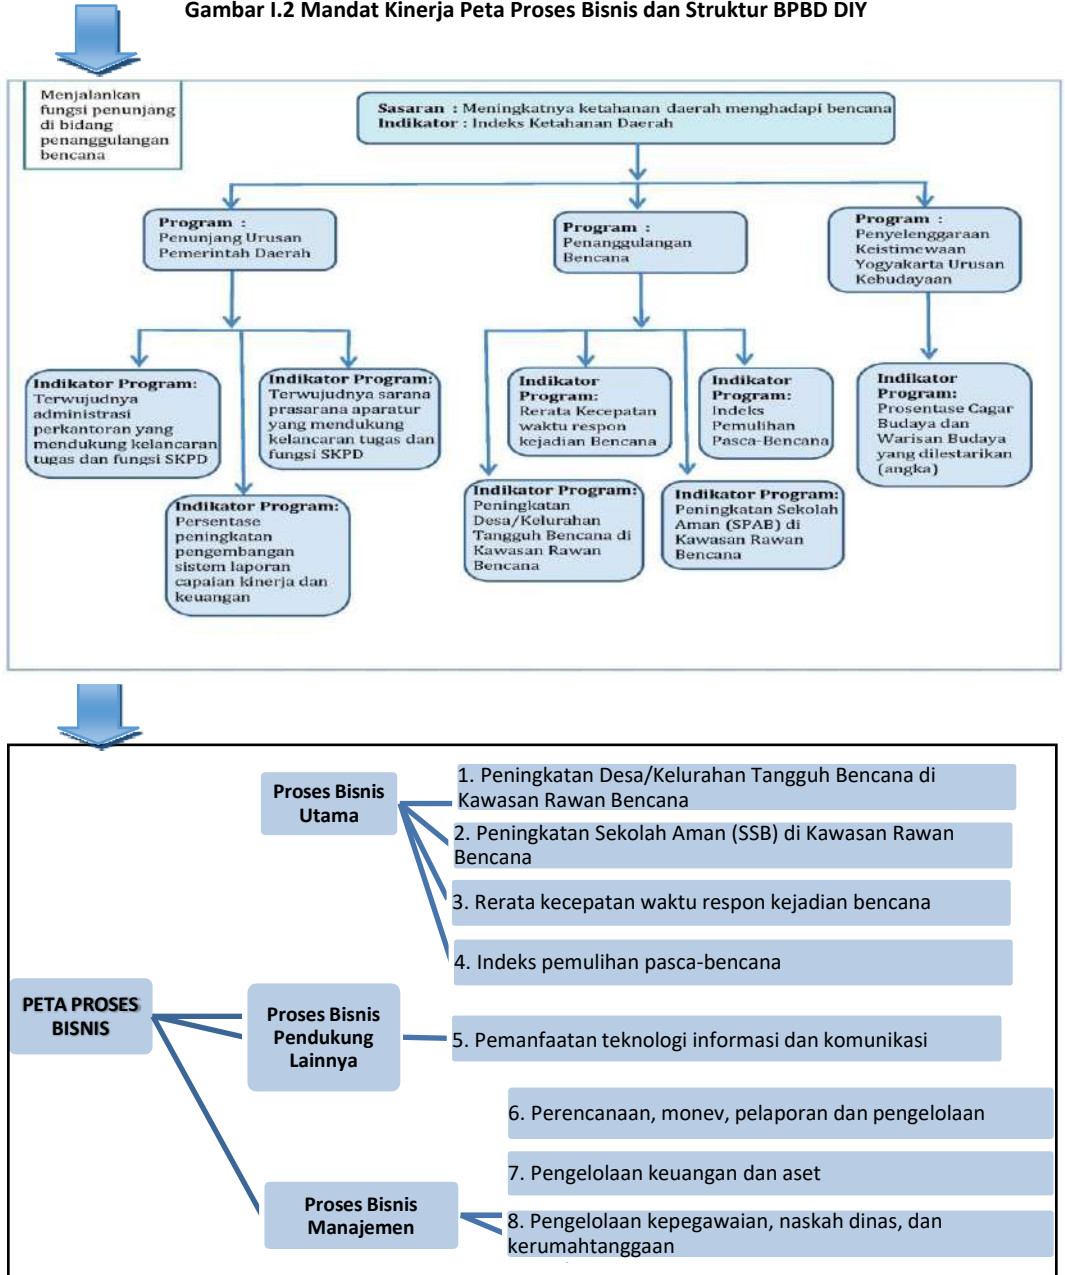 Gambar I.2 Mandat Kinerja Peta Proses Bisnis dan Struktur BPBD DIY
Menjalankan
fungsi penunjang
di bidang
penanggulangan
bencana
Sasaran : Meningkatnya ketahanan daerah menghadapi bencana
Indikator : Indeks Ketahanan Daerah
Program :
Penunjang Urusan
Pemerintah Daerah
Program :
Penanggulangan
Bencana
Program :
Penyelenggaraan
Keistimewaan
Yogyakarta Urusan
Kebudayaan
Indikator Program:
Terwujudnya
administrasi
perkantoran yang
mendukung kelancaran
tugas dan fungsi SKPD
Indikator Program:
Terwujudnya sarana
prasarana aparatur
yang mendukung
kelancaran tugas dan
fungsi SKPD
Indikator
Program:
Rerata Kecepatan
waktu respon
kejadian Bencana
Indikator
Program:
Indeks
Pemulihan
Pasca-Bencana
Indikator
Program:
Prosentase Cagar
Budaya dan
Warisan Budaya
yang dilestarikan
(angka)
Indikator Program:
Persentase
peningkatan
pengembangan
sistem laporan
capaian kinerja dan
keuangan
Indikator Program:
Peningkatan
Desa/Kelurahan
Tangguh Bencana di
Kawasan Rawan
Bencana
Indikator Program:
Peningkatan Sekolah
Aman (SPAB) di
Kawasan Rawan
Bencana
PETA PROSES
BISNIS
Proses Bisnis
Utama
1. Peningkatan Desa/Kelurahan Tangguh Bencana di
Kawasan Rawan Bencana
2. Peningkatan Sekolah Aman (SSB) di Kawasan Rawan
Bencana
3. Rerata kecepatan waktu respon kejadian bencana
4. Indeks pemulihan pasca-bencana
Proses Bisnis
Pendukung
Lainnya
5. Pemanfaatan teknologi informasi dan komunikasi
Proses Bisnis
Manajemen
6. Perencanaan, monev, pelaporan dan pengelolaan
7. Pengelolaan keuangan dan aset
8. Pengelolaan kepegawaian, naskah dinas, dan
kerumahtanggaan